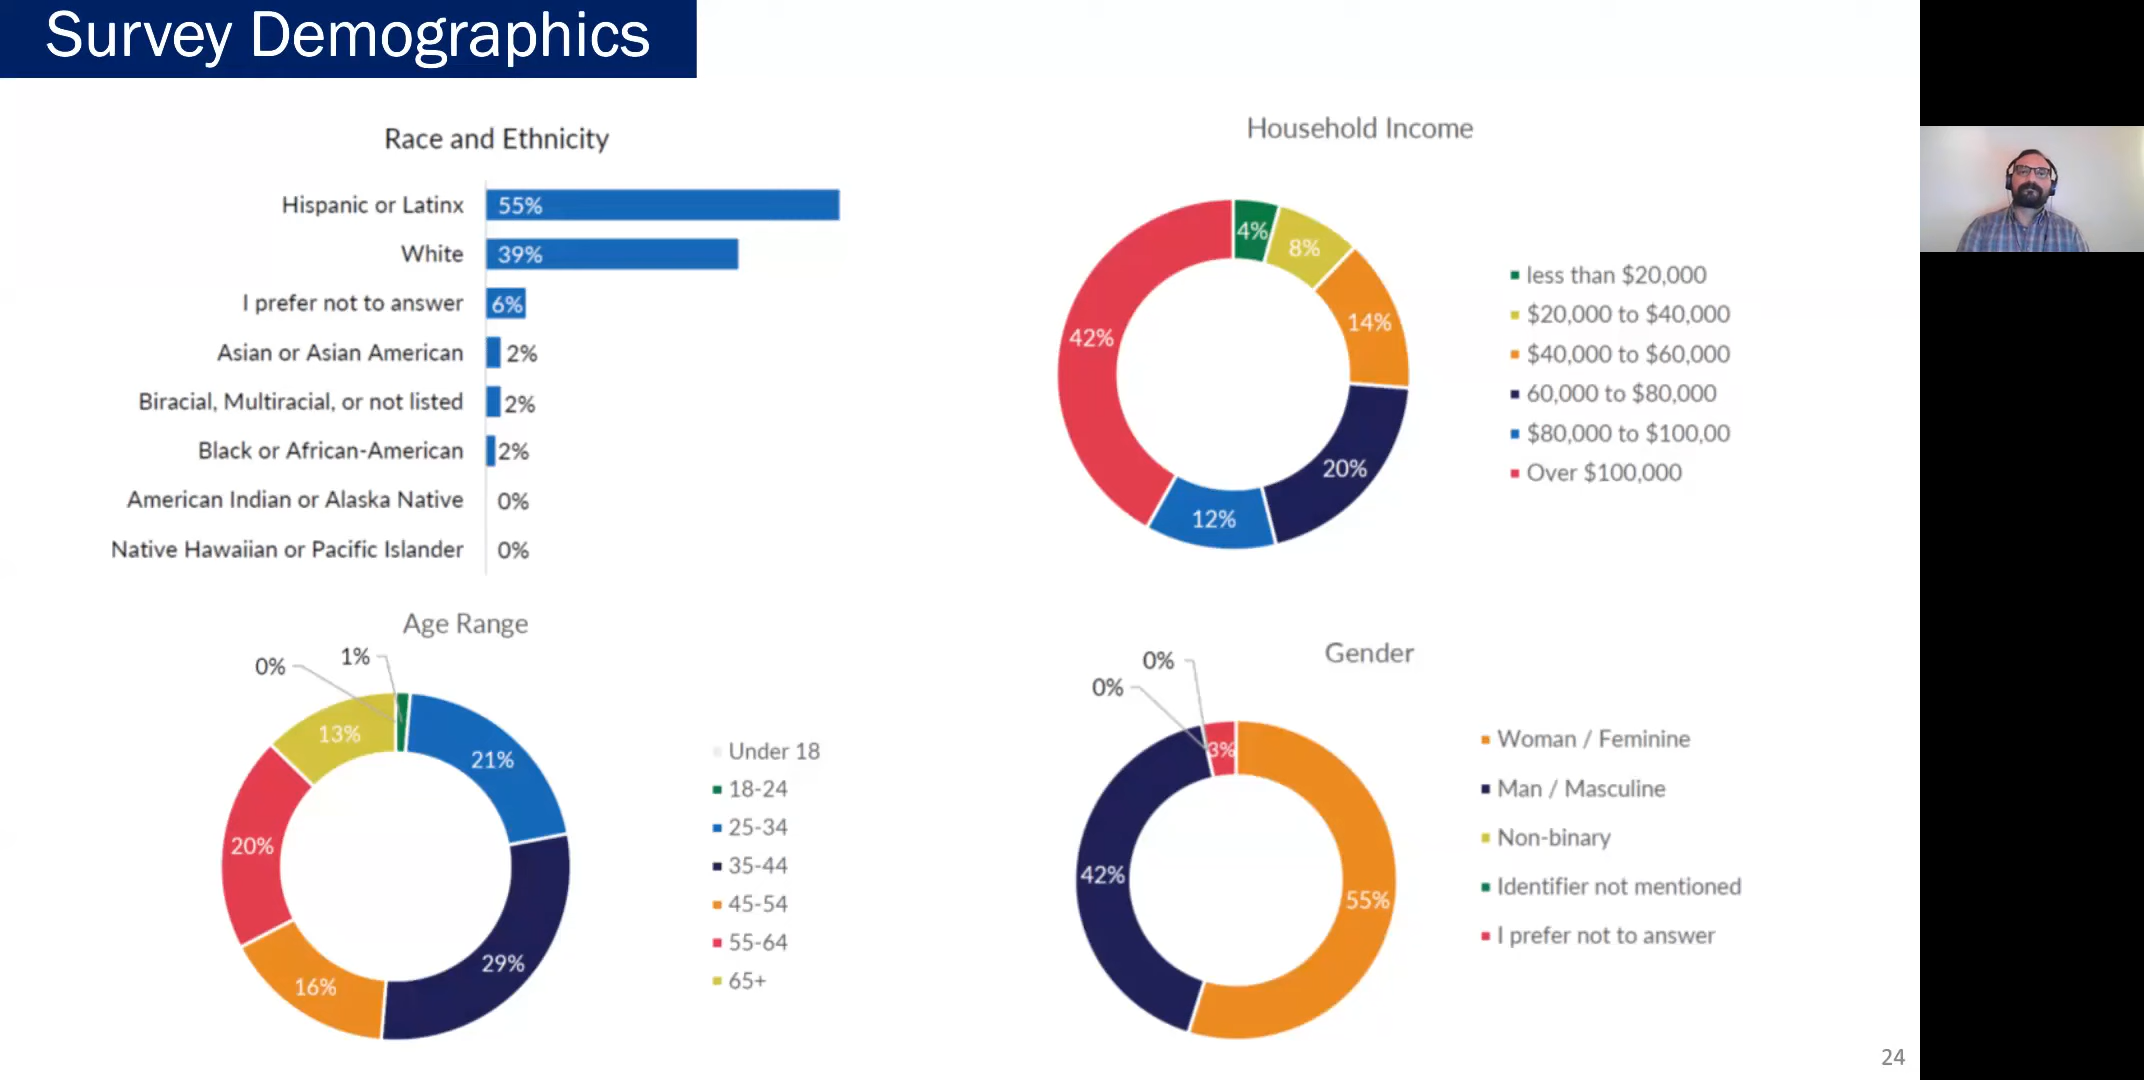 Survey Demographics
Race and Ethnicity
Hispanic or Latinx 55%
White 39%
I prefer not to answer 6%
Asian or Asian American 2%
Biracial, Multiracial, or not listed 2%
Black or African-American 2%
American Indian or Alaska Native 0%
Native Hawaiian or Pacific Islander 0%
Household Income
4%
8%
14%
20%
12%
42%
less than $20,000
$20,000 to $40,000
$40,000 to $60,000
60,000 to $80,000
$80,000 to $100,00
Over $100,000
Age Range
0%
1%
21%
29%
16%
20%
13%
Under 18
18-24
25-34
35-44
45-54
55-64
65+
Gender
0%
0%
3%
55%
42%
Woman / Feminine
Man / Masculine
Non-binary
Identifier not mentioned
I prefer not to answer
24